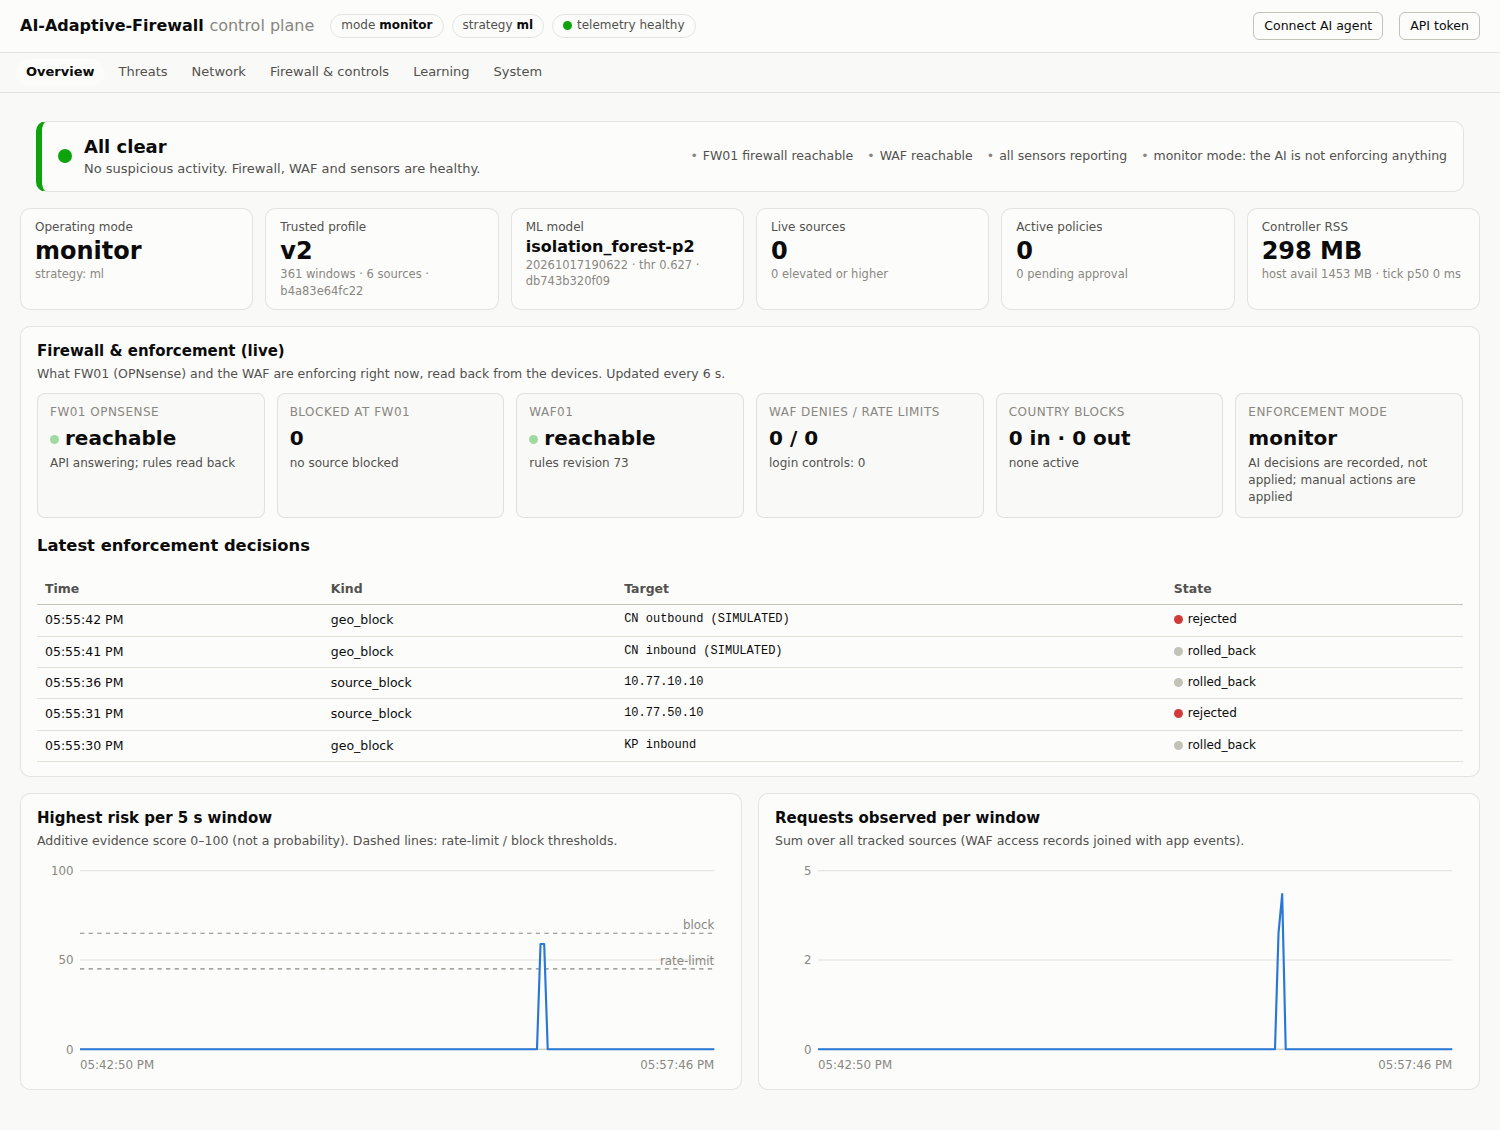 AI-Adaptive-Firewall control plane mode monitor strategy ml telemetry healthy Connect AI agent API token
Overview Threats Network Firewall & controls Learning System
All clear
No suspicious activity. Firewall, WAF and sensors are healthy.
• FW01 firewall reachable • WAF reachable • all sensors reporting • monitor mode: the AI is not enforcing anything
Operating mode
monitor
strategy: ml
Trusted profile
v2
361 windows · 6 sources ·
b4a83e64fc22
ML model
isolation_forest-p2
20261017190622 · thr 0.627 ·
db743b320f09
Live sources
0
0 elevated or higher
Active policies
0
0 pending approval
Controller RSS
298 MB
host avail 1453 MB · tick p50 0 ms
Firewall & enforcement (live)
What FW01 (OPNsense) and the WAF are enforcing right now, read back from the devices. Updated every 6 s.
FW01 OPNSENSE
reachable
API answering; rules read back
BLOCKED AT FW01
0
no source blocked
WAF01
reachable
rules revision 73
WAF DENIES / RATE LIMITS
0 / 0
login controls: 0
COUNTRY BLOCKS
0 in · 0 out
none active
ENFORCEMENT MODE
monitor
AI decisions are recorded, not
applied; manual actions are
applied
Latest enforcement decisions
Time Kind Target State
05:55:42 PM geo_block CN outbound (SIMULATED) rejected
05:55:41 PM geo_block CN inbound (SIMULATED) rolled_back
05:55:36 PM source_block 10.77.10.10 rolled_back
05:55:31 PM source_block 10.77.50.10 rejected
05:55:30 PM geo_block KP inbound rolled_back
Highest risk per 5 s window
Additive evidence score 0–100 (not a probability). Dashed lines: rate-limit / block thresholds.
100
block
50
rate-limit
0
05:42:50 PM 05:57:46 PM
Requests observed per window
Sum over all tracked sources (WAF access records joined with app events).
5
2
0
05:42:50 PM 05:57:46 PM